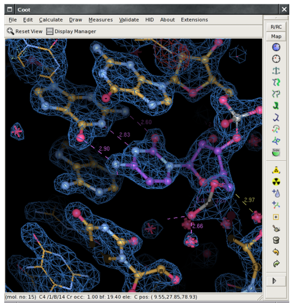 Coot
File Edit Calculate Draw Measures Validate HID About Extensions
Reset View Display Manager
R/RC
Map
2.83
2.90
2.97
2.88
(mol. no: 15) C4 /1/B/14 Cr occ: 1.00 bf: 19.40 ele: C pos: ( 9.55,27.85,78.93)